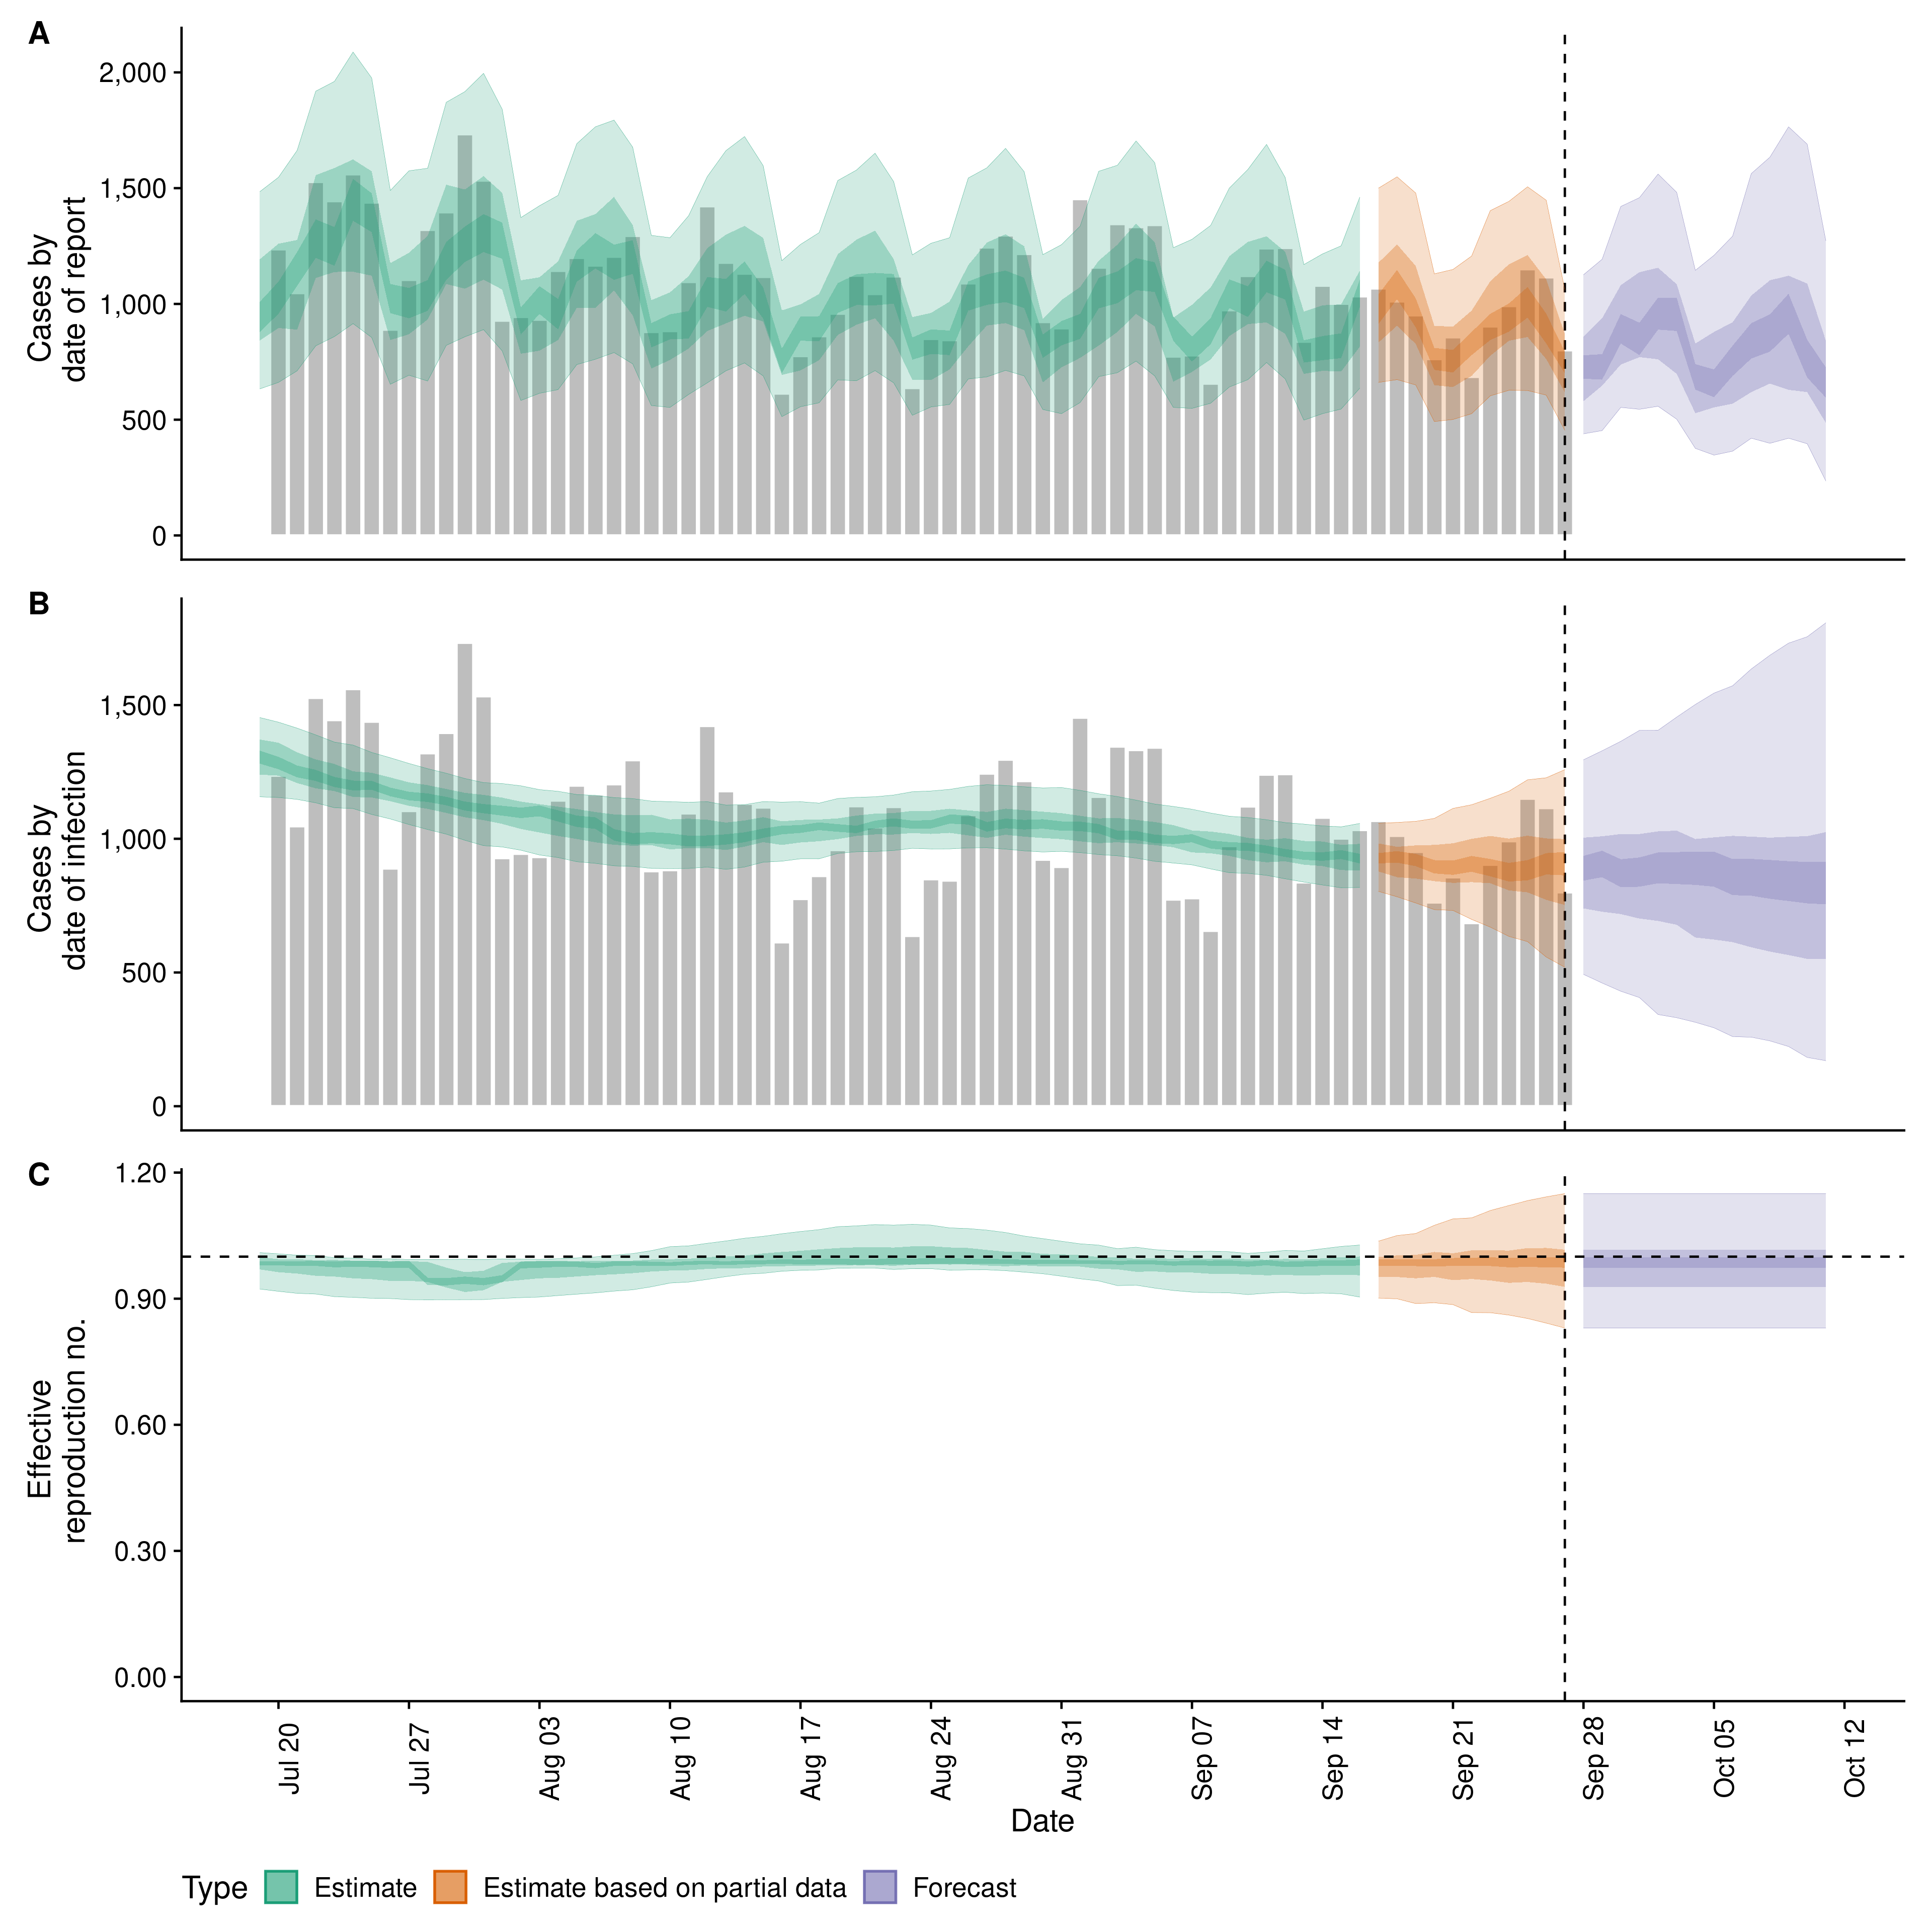 A
2,000
1,500
1,000
500
0
Cases by
date of report
B
1,500
1,000
500
0
Cases by
date of infection
C
1.20
0.90
0.60
0.30
0.00
Effective
reproduction no.
Jul 20
Jul 27
Aug 03
Aug 10
Aug 17
Aug 24
Aug 31
Sep 07
Sep 14
Sep 21
Sep 28
Oct 05
Oct 12
Date
Type Estimate Estimate based on partial data Forecast